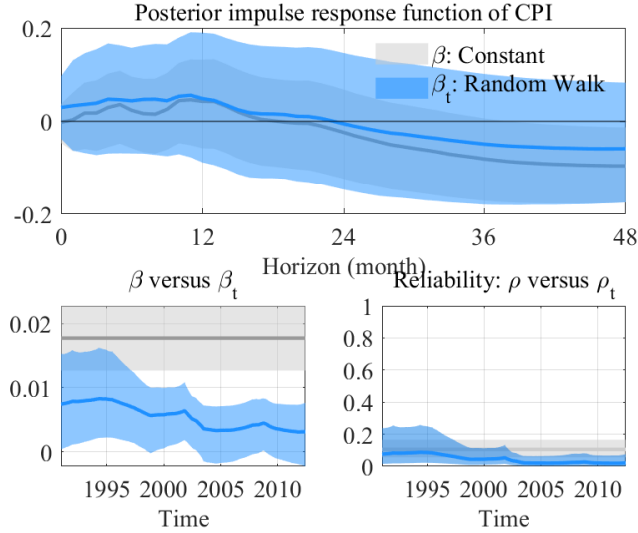 Posterior impulse response function of CPI
0.2
0
-0.2
β: Constant
βt: Random Walk
0 12 24 36 48
Horizon (month)
β versus βt
0.02
0.01
0
1995 2000 2005 2010
Time
Reliability: ρ versus ρt
1
0.8
0.6
0.4
0.2
0
1995 2000 2005 2010
Time